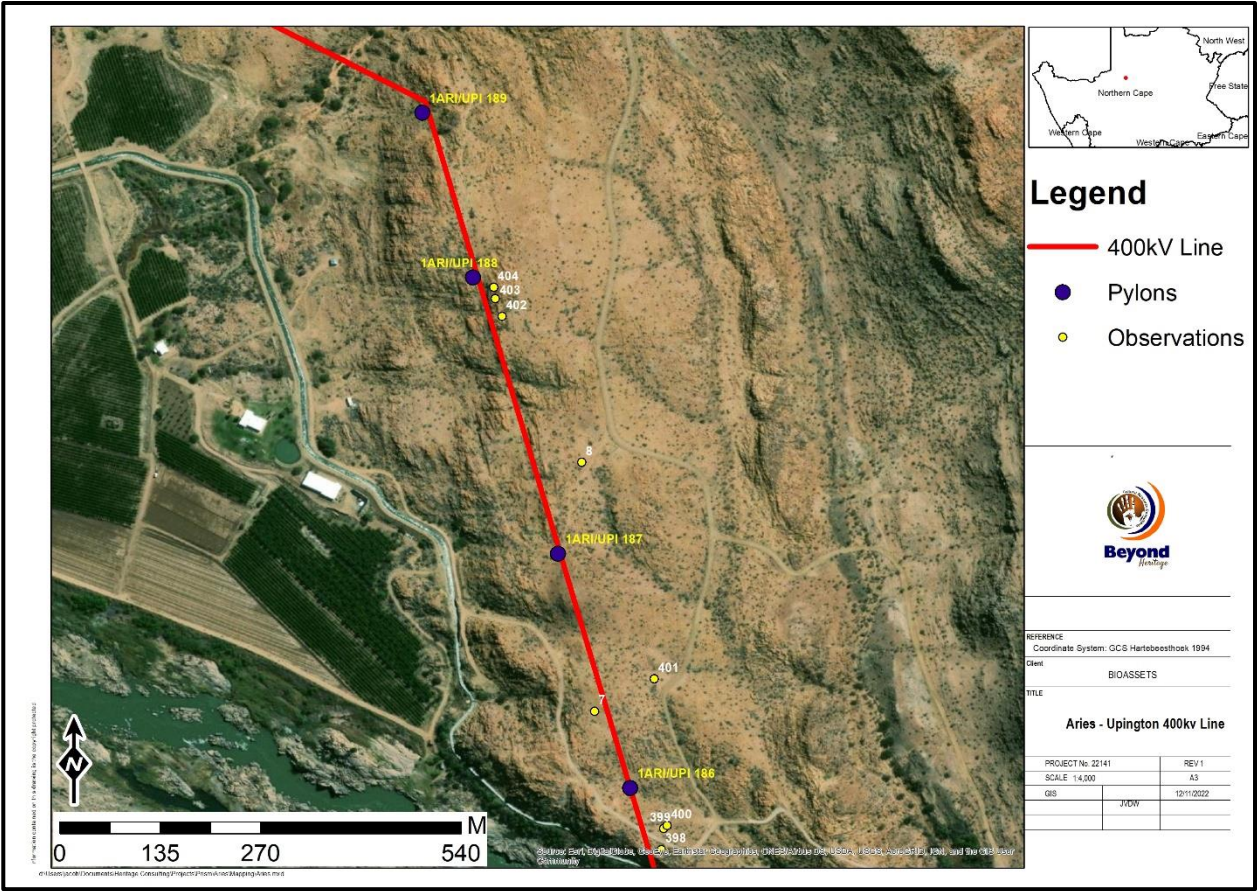 1ARI/UPI 189
1ARI/UPI 188
404
403
402
8
1ARI/UPI 187
401
7
1ARI/UPI 186
399
400
398
N
M
0 135 270 540
Source: Esri, DigitalGlobe, GeoEye, Earthstar Geographics, CNES/Airbus DS, USDA, USGS, AeroGRID, IGN, and the GIS User
Community
North West
Northern Cape
Free State
Western Cape
Western Cape
Eastern Cape
Legend
400kV Line
Pylons
Observations
Beyond
Heritage
REFERENCE
Coordinate System: GCS Hartebeesthoek 1994
Client
BIOASSETS
TITLE
Aries - Upington 400kv Line
PROJECT No. 22141 REV 1
SCALE 1:4,000 A3
GIS JVDW 12/11/2022